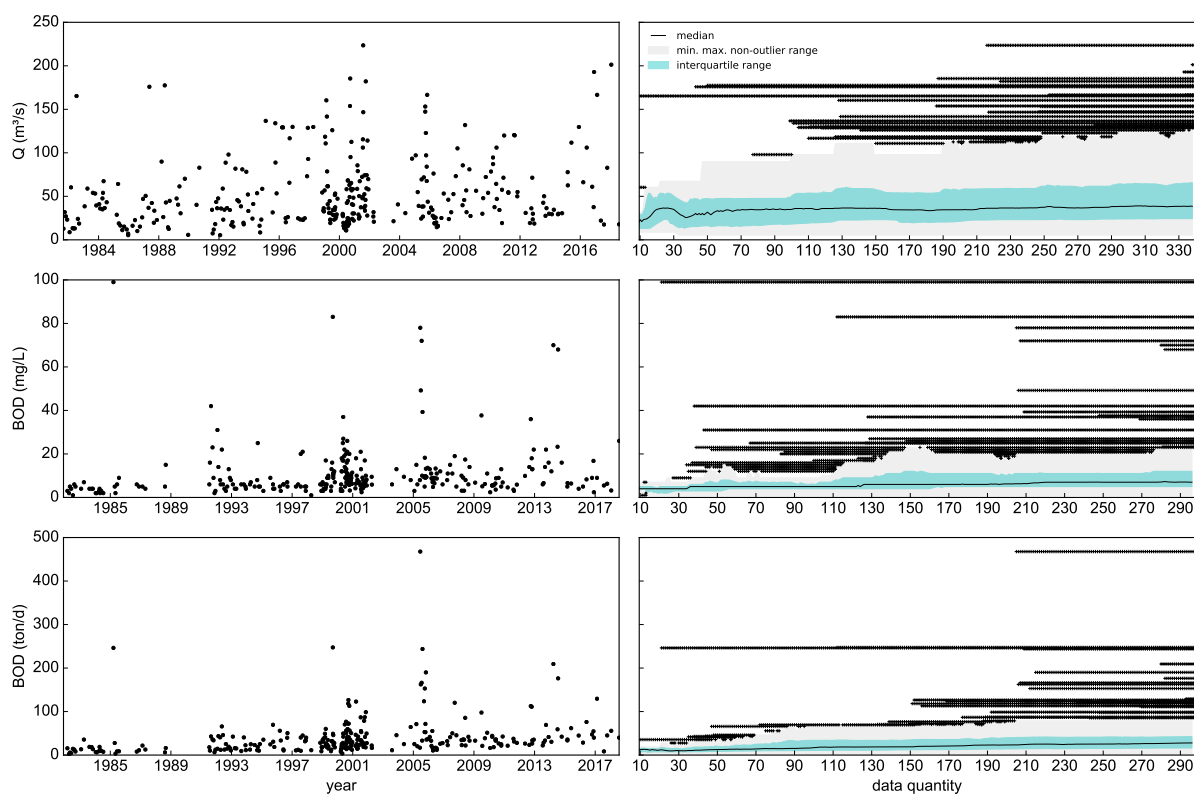 250
200
150
100
50
0
Q (m³/s)
1984 1988 1992 1996 2000 2004 2008 2012 2016
median
min. max. non-outlier range
interquartile range
10 30 50 70 90 110 130 150 170 190 210 230 250 270 290 310 330
100
80
60
40
20
0
BOD (mg/L)
1985 1989 1993 1997 2001 2005 2009 2013 2017
10 30 50 70 90 110 130 150 170 190 210 230 250 270 290
500
400
300
200
100
0
BOD (ton/d)
1985 1989 1993 1997 2001 2005 2009 2013 2017
year
10 30 50 70 90 110 130 150 170 190 210 230 250 270 290
data quantity